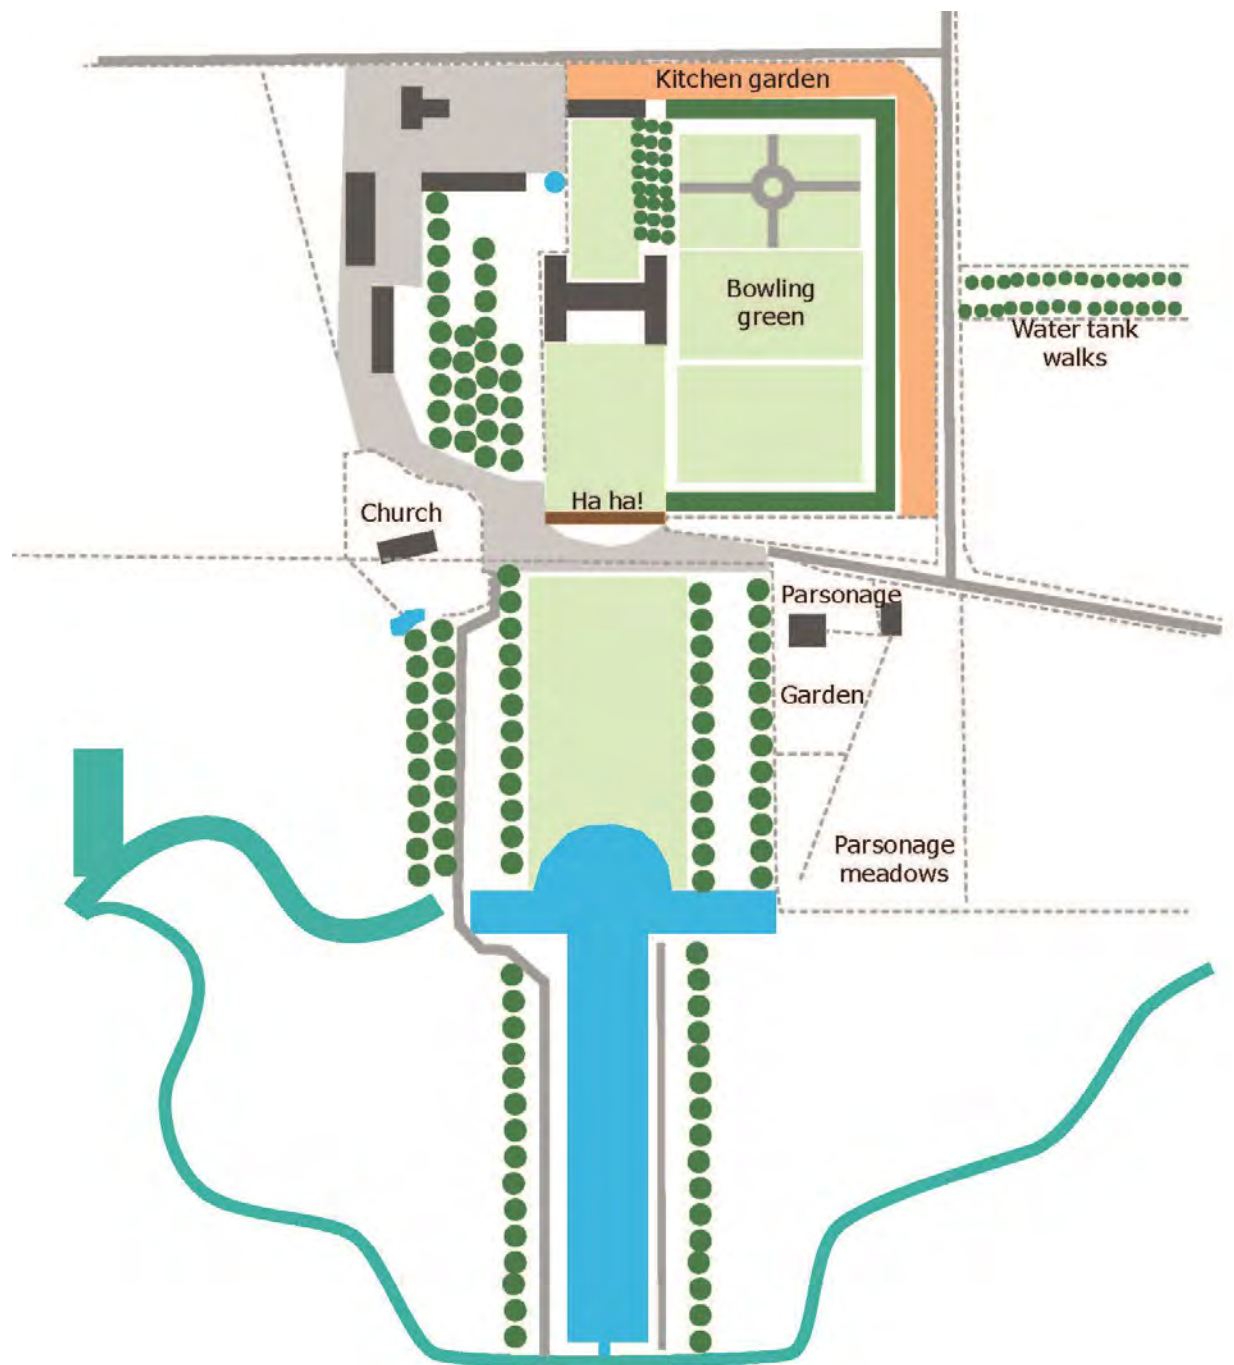 Kitchen garden
Bowling
green
Water tank
walks
Ha ha!
Church
Parsonage
Garden
Parsonage
meadows